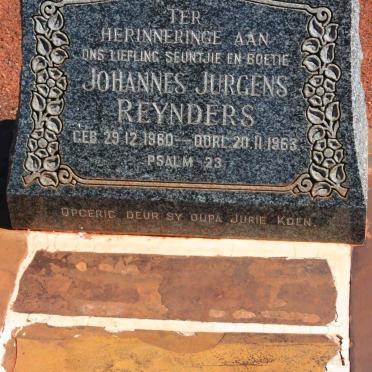 TER
HERINNERINGE AAN
ONS LIEFLING SEUNTJIE EN BOETIE
JOHANNES JURGENS
REYNDERS
GEB. 29.12.1960 — OORL. 20.11.1963
PSALM 23
OPGERIG DEUR SY OUPA JURIE KOEN.